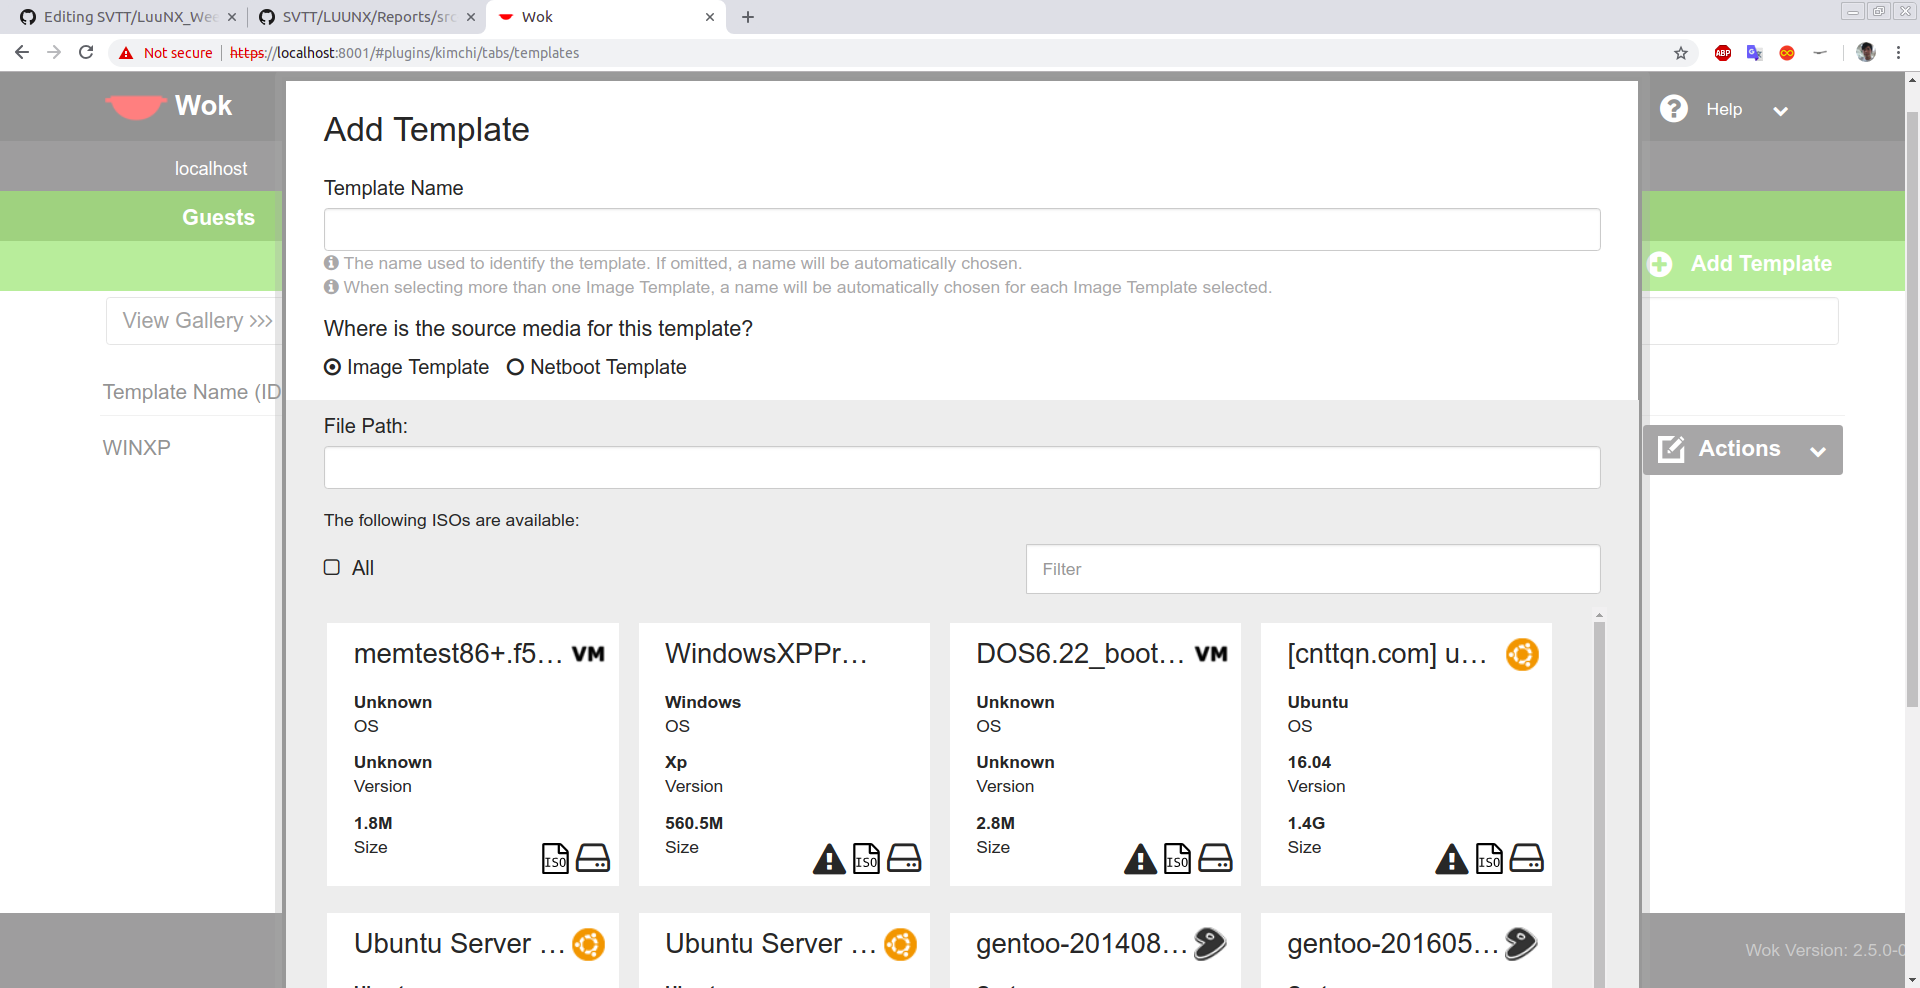 Editing SVTT/LuuNX_Wee
SVTT/LUUNX/Reports/src
Wok
Not secure
https://localhost:8001/#plugins/kimchi/tabs/templates
ABP
Wok
Help
localhost
Guests
Add Template
View Gallery
Template Name (ID
WINXP
Actions
Add Template
Template Name
The name used to identify the template. If omitted, a name will be automatically chosen.
When selecting more than one Image Template, a name will be automatically chosen for each Image Template selected.
Where is the source media for this template?
Image Template Netboot Template
File Path:
The following ISOs are available:
All
Filter
memtest86+.f5... VM
Unknown
OS
Unknown
Version
1.8M
Size
ISO
WindowsXPPr...
Windows
OS
Xp
Version
560.5M
Size
ISO
DOS6.22_boot... VM
Unknown
OS
Unknown
Version
2.8M
Size
ISO
[cnttqn.com] u...
Ubuntu
OS
16.04
Version
1.4G
Size
ISO
Ubuntu Server ...
Ubuntu Server ...
gentoo-201408...
gentoo-201605...
Wok Version: 2.5.0-0